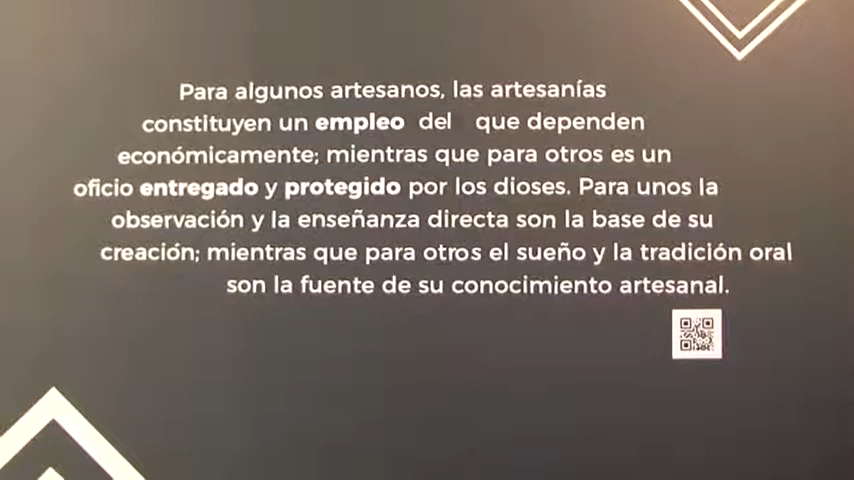 Para algunos artesanos, las artesanías
constituyen un empleo del que dependen
económicamente; mientras que para otros es un
oficio entregado y protegido por los dioses. Para unos la
observación y la enseñanza directa son la base de su
creación; mientras que para otros el sueño y la tradición oral
son la fuente de su conocimiento artesanal.